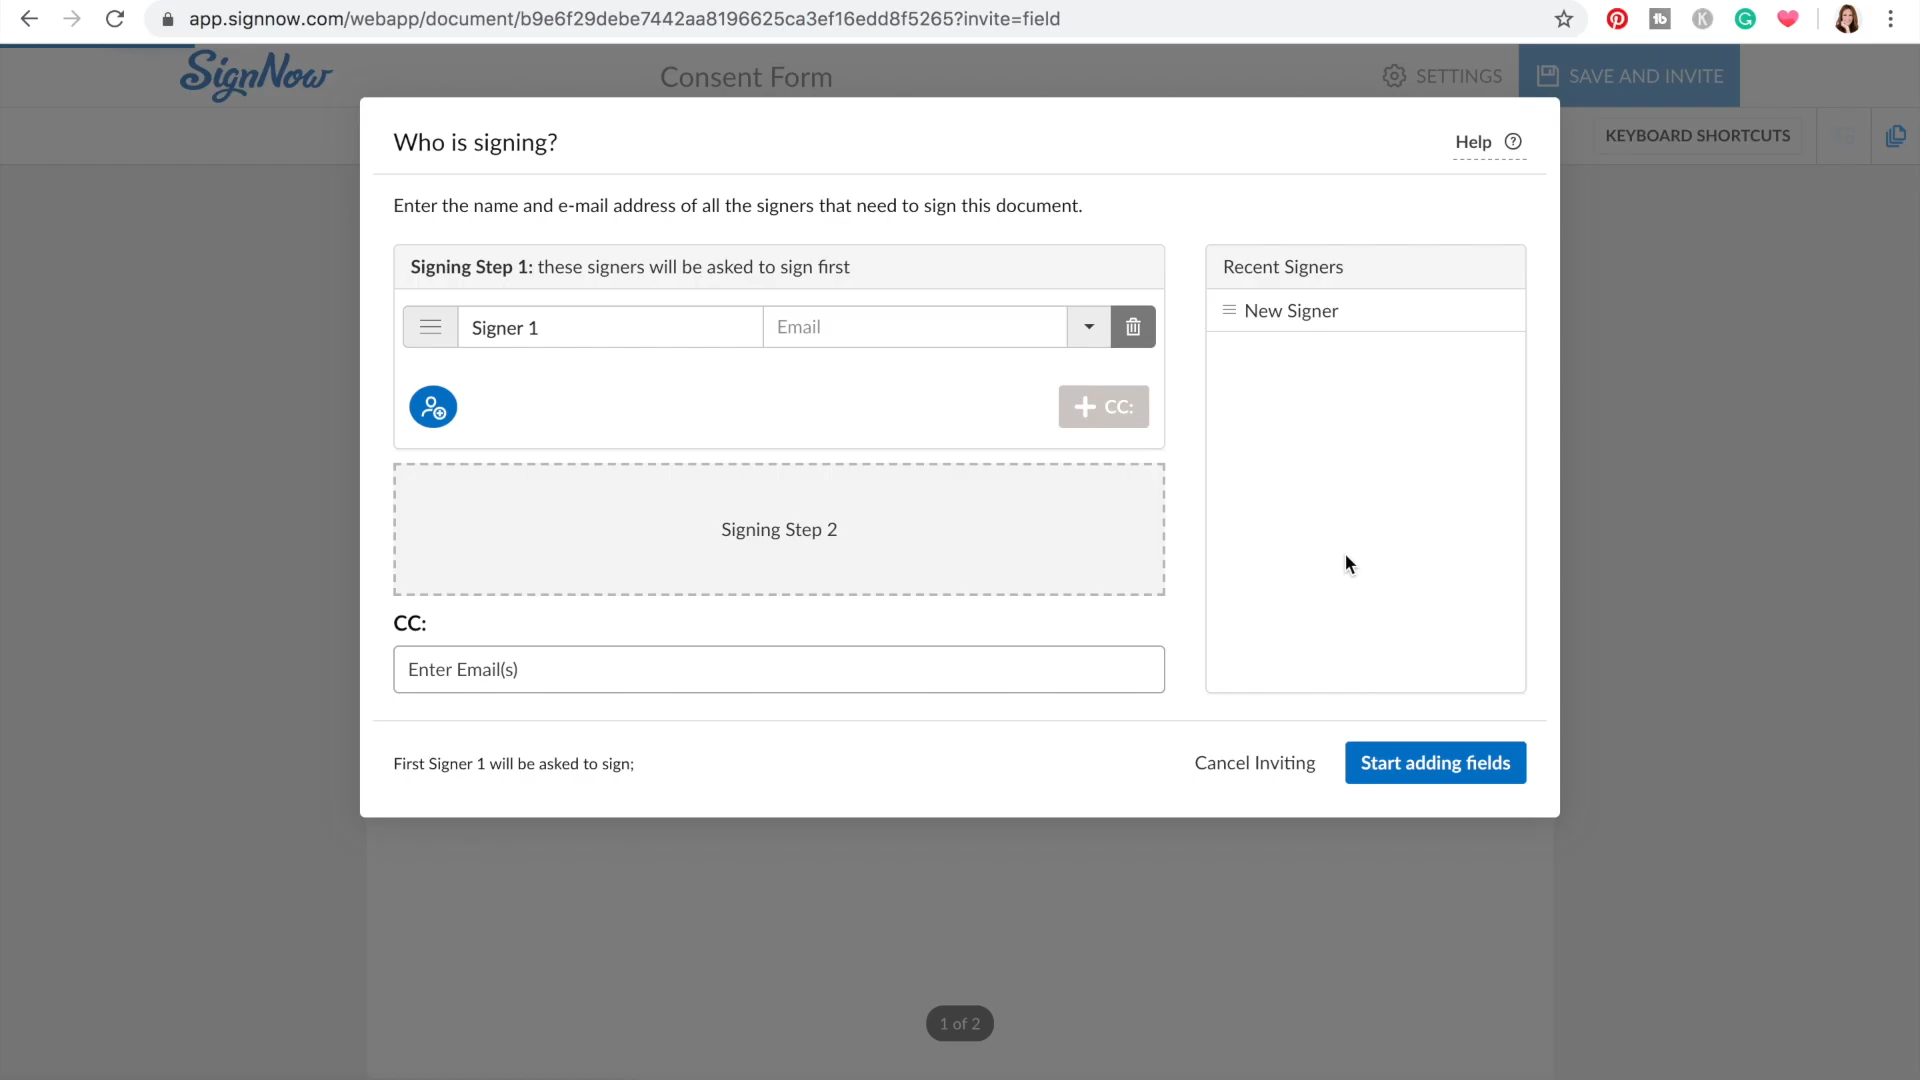 app.signnow.com/webapp/document/b9e6f29debe7442aa8196625ca3ef16edd8f5265?invite=field
SignNow
Consent Form
SETTINGS
SAVE AND INVITE
KEYBOARD SHORTCUTS
Who is signing?
Help
Enter the name and e-mail address of all the signers that need to sign this document.
Signing Step 1: these signers will be asked to sign first
Signer 1
Email
CC:
Recent Signers
New Signer
Signing Step 2
CC:
Enter Email(s)
First Signer 1 will be asked to sign;
Cancel Inviting
Start adding fields
1 of 2